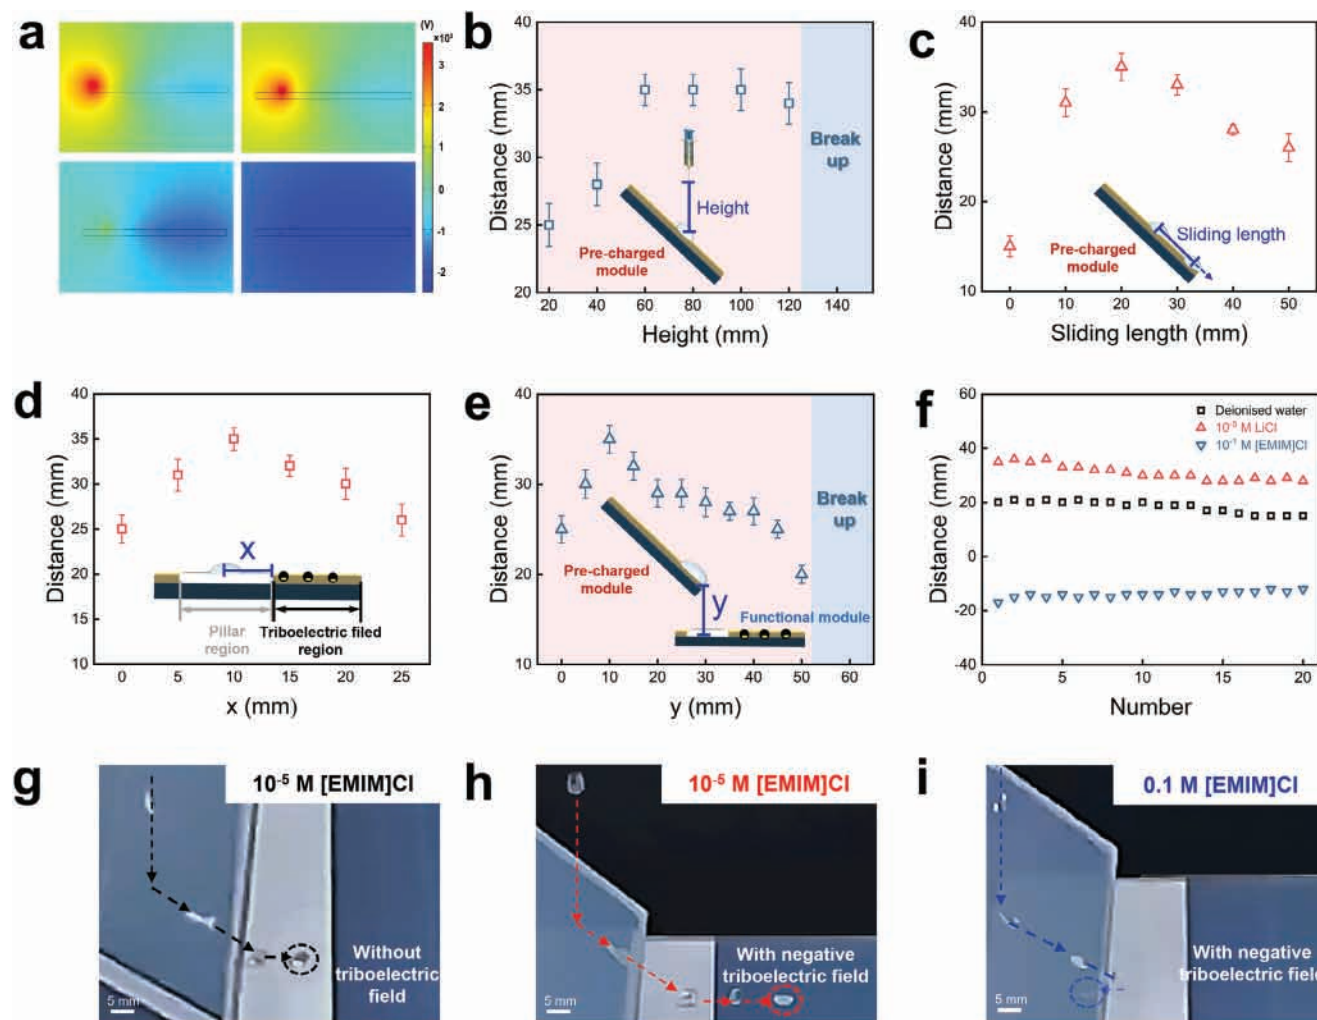 a
(V)
×10³
3
2
1
0
-1
-2
b
40
35
30
25
20
Distance (mm)
20 40 60 80 100 120 140
Height (mm)
Height
Pre-charged
module
Break
up
c
40
30
20
10
Distance (mm)
0 10 20 30 40 50
Sliding length (mm)
Sliding length
Pre-charged
module
d
40
35
30
25
20
15
10
Distance (mm)
0 5 10 15 20 25
x (mm)
X
Pillar
region
Triboelectric filed
region
e
40
35
30
25
20
15
10
Distance (mm)
0 10 20 30 40 50 60
y (mm)
y
Pre-charged
module
Functional module
Break
up
f
60
40
20
0
-20
-40
Distance (mm)
0 5 10 15 20
Number
Deionised water
10⁻⁵ M LiCl
10⁻¹ M [EMIM]Cl
g
10⁻⁵ M [EMIM]Cl
Without
triboelectric
field
5 mm
h
10⁻⁵ M [EMIM]Cl
With negative
triboelectric field
5 mm
i
0.1 M [EMIM]Cl
With negative
triboelectric field
5 mm